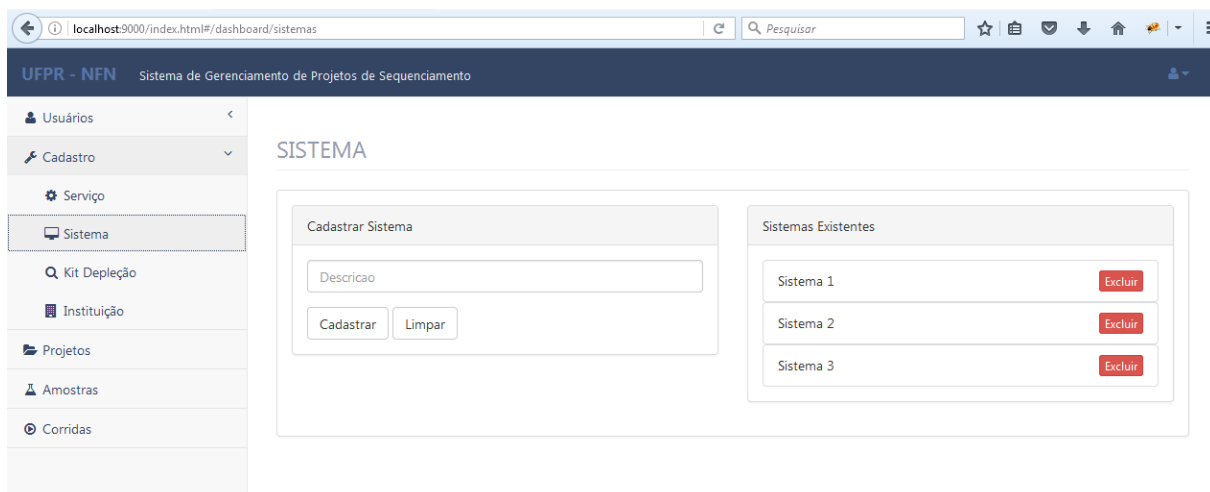 localhost:9000/index.html#/dashboard/sistemas
Pesquisar
UFPR - NFN Sistema de Gerenciamento de Projetos de Sequenciamento
Usuários
Cadastro
Serviço
Sistema
Kit Depleção
Instituição
Projetos
Amostras
Corridas
SISTEMA
Cadastrar Sistema
Descricao
Cadastrar Limpar
Sistemas Existentes
Sistema 1 Excluir
Sistema 2 Excluir
Sistema 3 Excluir